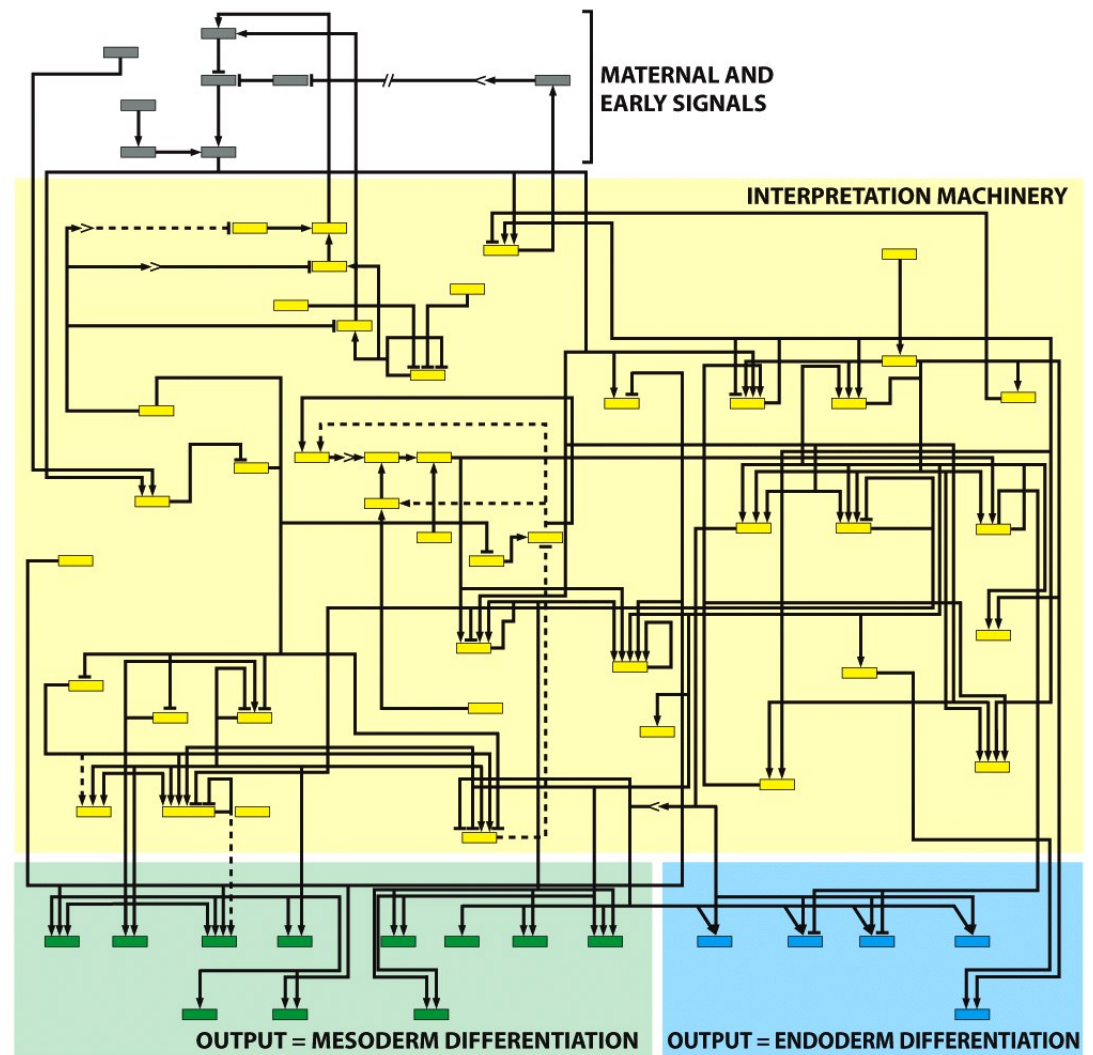 MATERNAL AND
EARLY SIGNALS
INTERPRETATION MACHINERY
OUTPUT = MESODERM DIFFERENTIATION
OUTPUT = ENDODERM DIFFERENTIATION